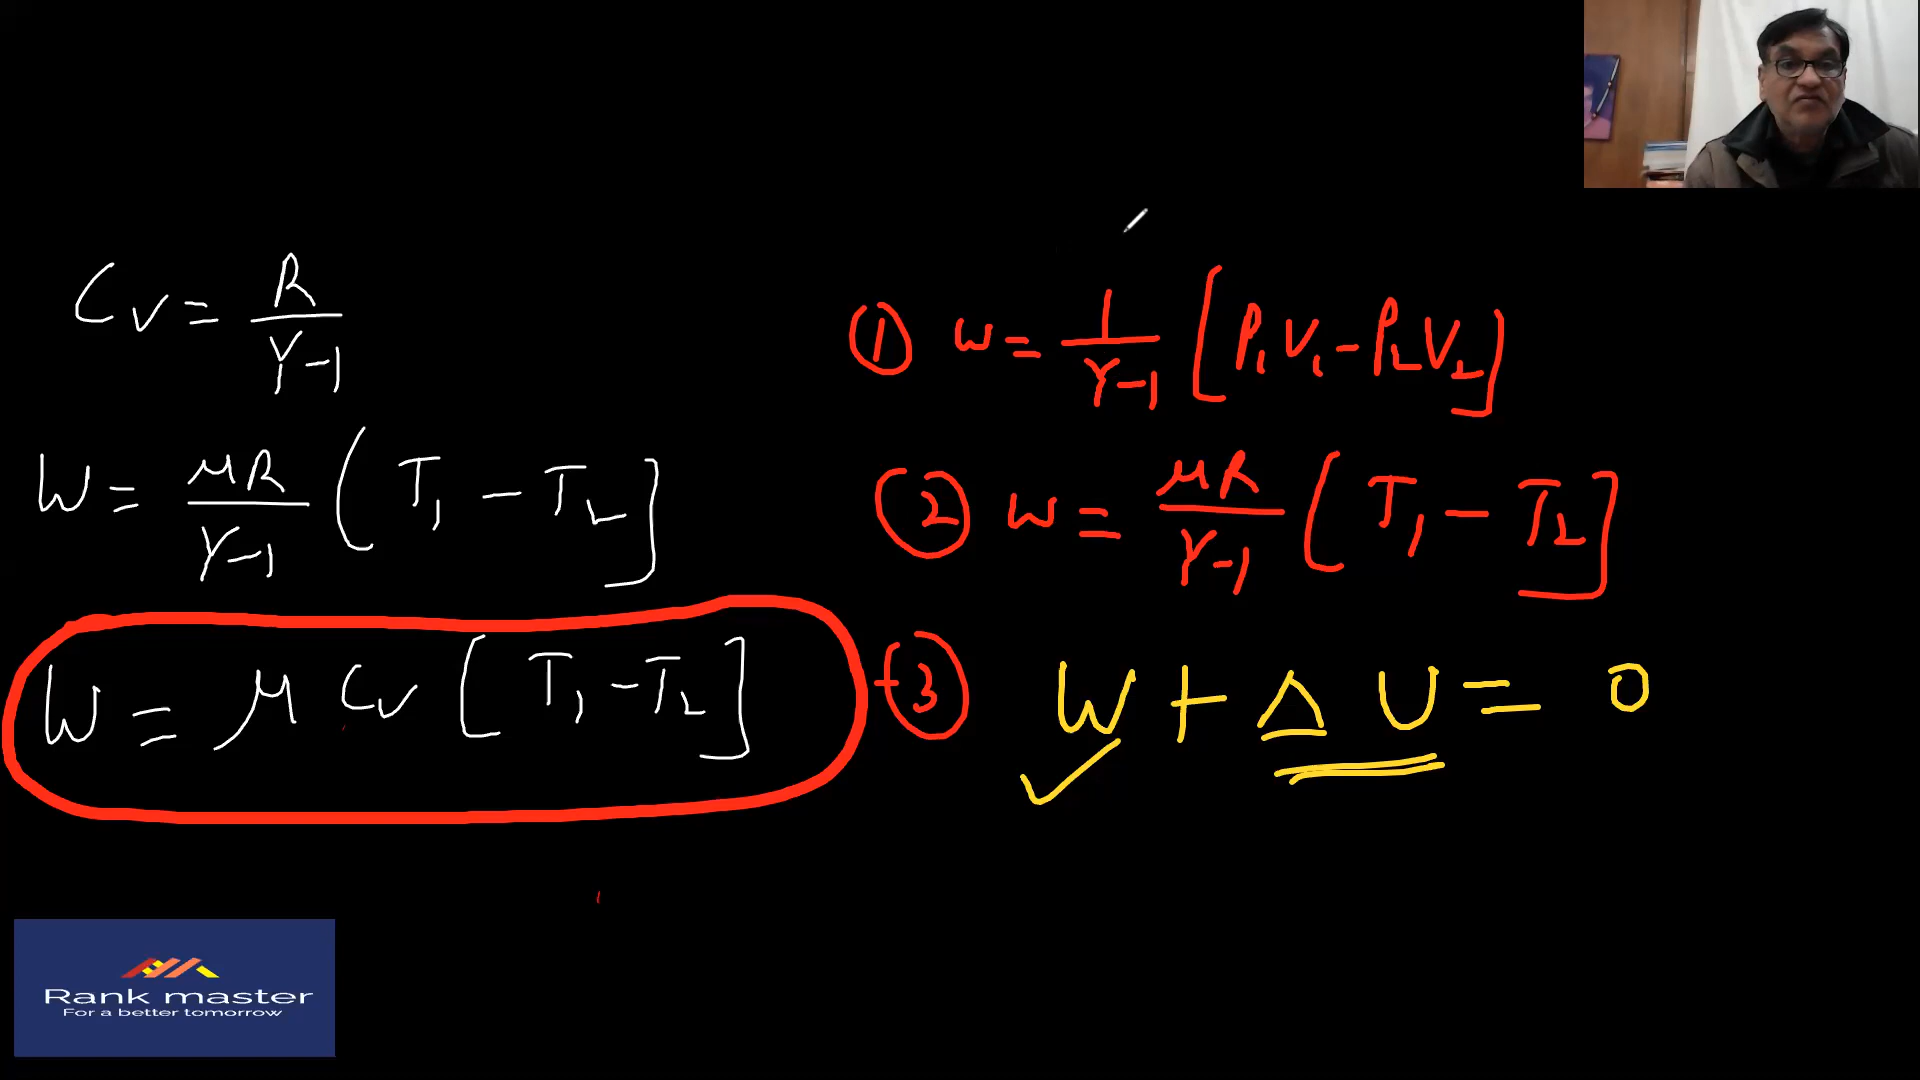 Cv = R/γ-1
W = μR/γ-1 (T₁ - T₂]
W = μ Cv [T₁ - T₂]
① W = 1/γ-1 [P₁V₁ - P₂V₂]
② W = μR/γ-1 [T₁ - T₂]
③ W + Δ U = 0
Rank master
For a better tomorrow